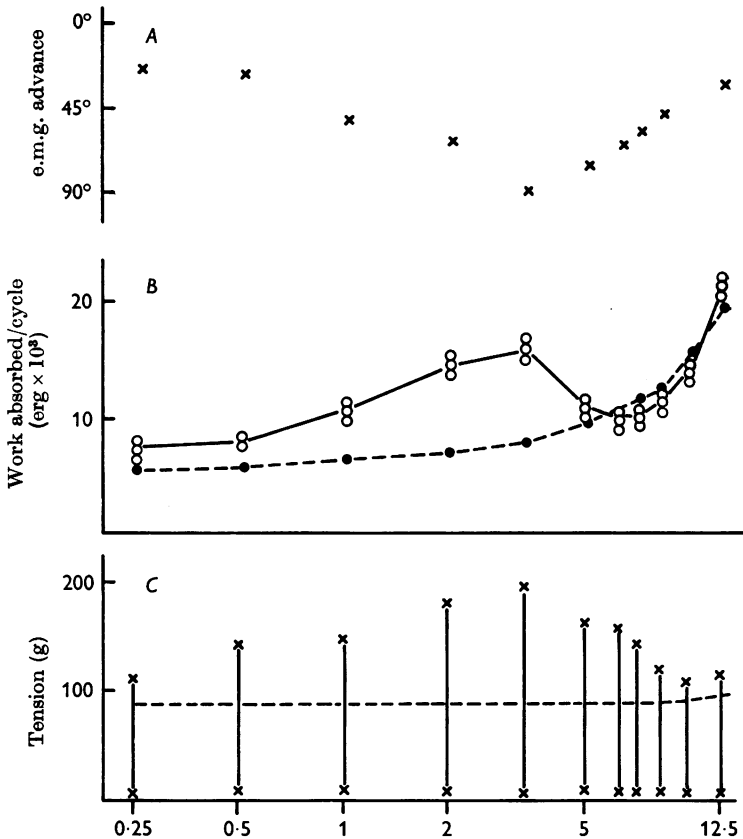 A
0°
45°
90°
e.m.g. advance
B
20
10
Work absorbed/cycle
(erg × 10³)
C
200
100
Tension (g)
0·25
0·5
1
2
5
12·5